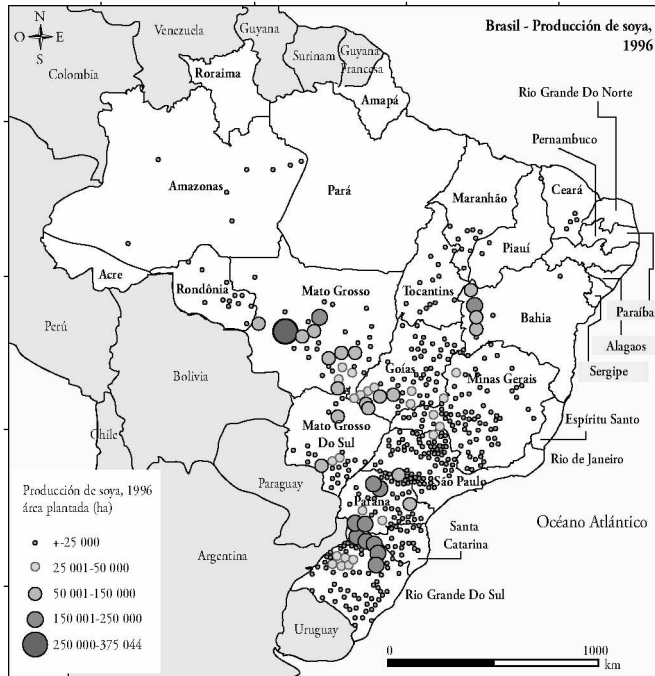 Brasil - Producción de soya,
1996
N
O E
S
Venezuela
Guyana
Surinam
Guyana
Francesa
Colombia
Roraima
Amapá
Rio Grande Do Norte
Pernambuco
Amazonas
Pará
Maranhão
Ceará
Piauí
Acre
Rondônia
Mato Grosso
Tocantins
Bahia
Paraíba
Alagaos
Sergipe
Perú
Bolivia
Goías
Minas Gerais
Chile
Mato Grosso
Do Sul
Espíritu Santo
Rio de Janeiro
São Paulo
Paraguay
Parana
Producción de soya, 1996
área plantada (ha)
+-25 000
25 001-50 000
50 001-150 000
150 001-250 000
250 000-375 044
Argentina
Santa
Catarina
Océano Atlántico
Rio Grande Do Sul
Uruguay
0 1000
km